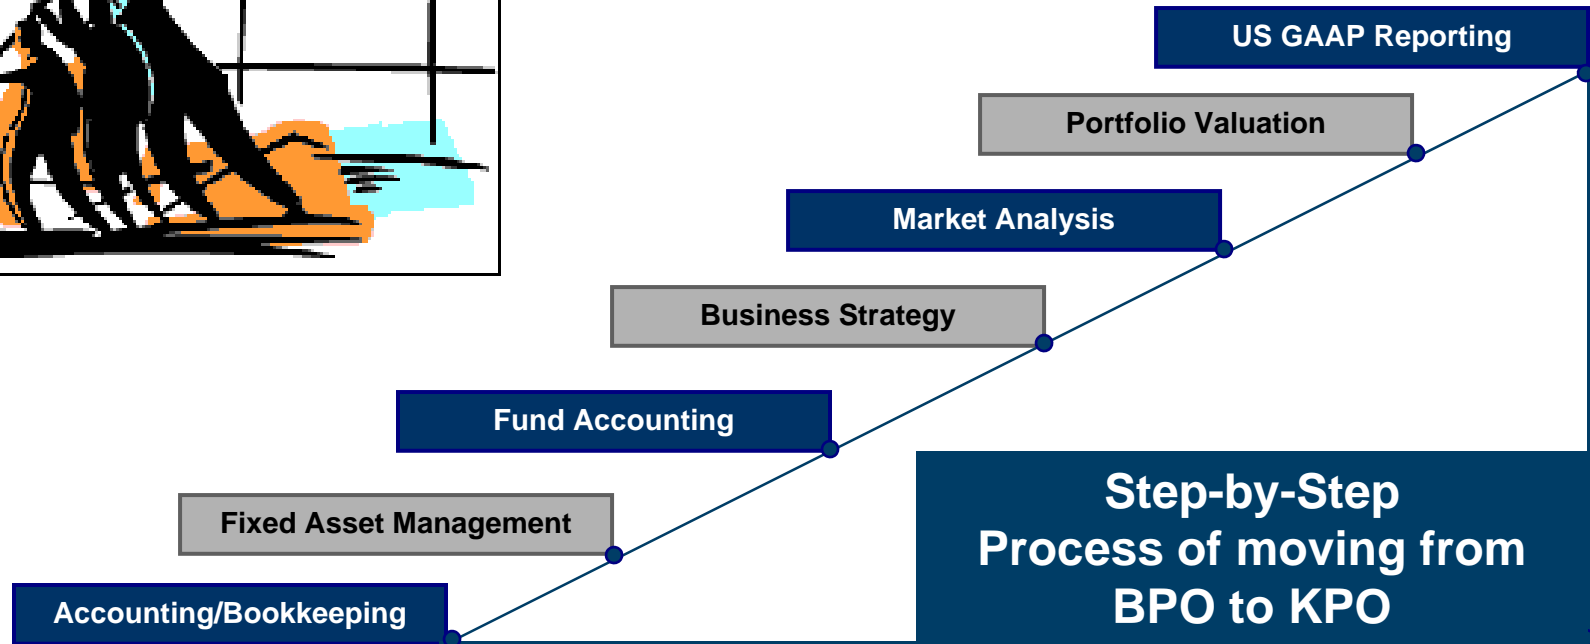 US GAAP Reporting
Portfolio Valuation
Market Analysis
Business Strategy
Fund Accounting
Fixed Asset Management
Accounting/Bookkeeping
Step-by-Step
Process of moving from
BPO to KPO